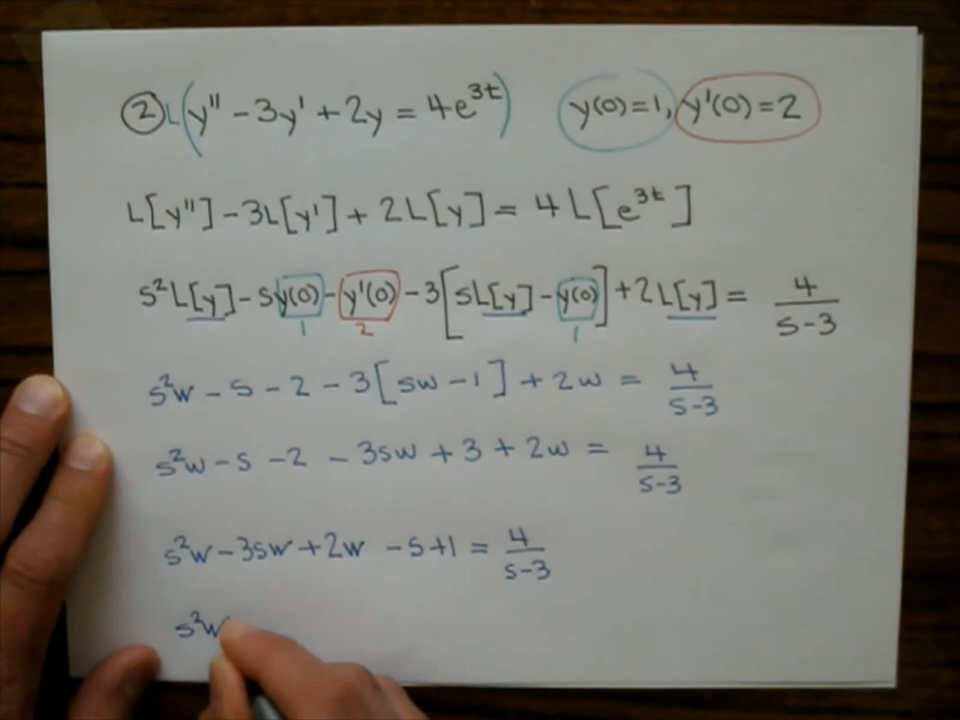 ② L(y'' - 3y' + 2y = 4e^{3t}) y(0) = 1, y'(0) = 2
L[y''] - 3L[y'] + 2L[y] = 4L[e^{3t}]
s²L[y] - sy(0) - y'(0) - 3[sL[y] - y(0)] + 2L[y] = 4/(s-3)
1 2 1
s²w - s - 2 - 3[sw - 1] + 2w = 4/(s-3)
s²w - s - 2 - 3sw + 3 + 2w = 4/(s-3)
s²w - 3sw + 2w - s + 1 = 4/(s-3)
s²w